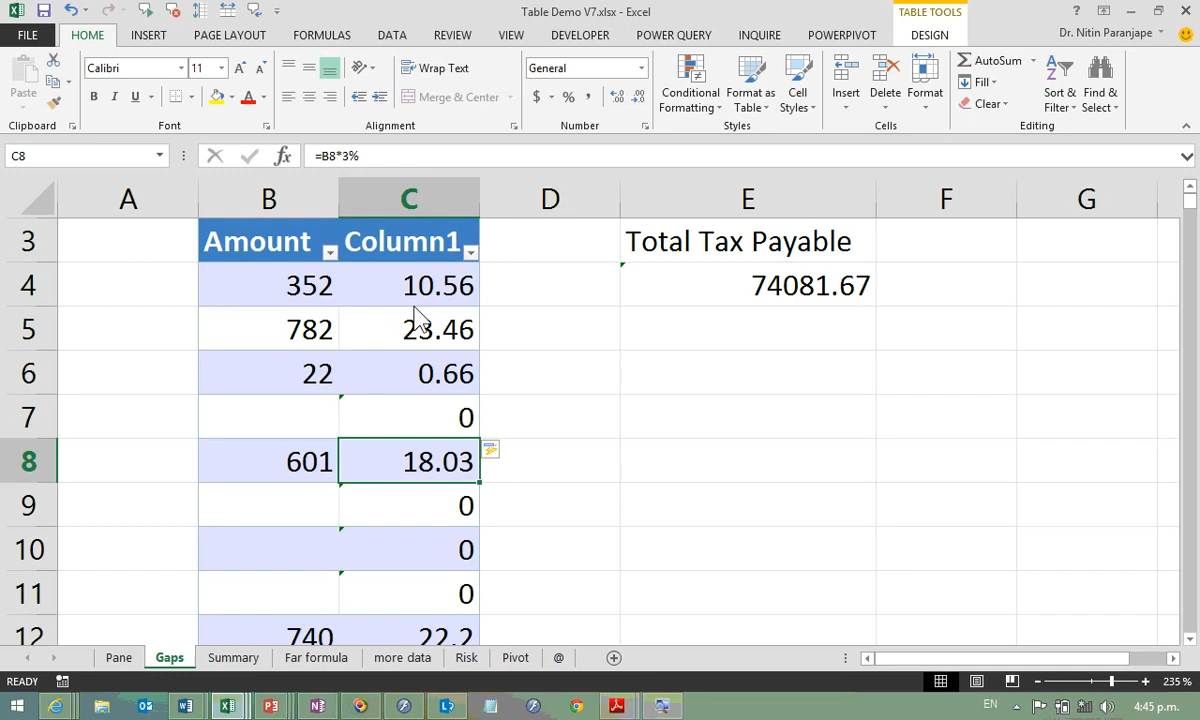 Table Demo V7.xlsx - Excel
TABLE TOOLS
?
FILE HOME INSERT PAGE LAYOUT FORMULAS DATA REVIEW VIEW DEVELOPER POWER QUERY INQUIRE POWERPIVOT DESIGN Dr. Nitin Paranjape
Paste
Calibri 11
B I U
Wrap Text
Merge & Center
General
$ % ,
Conditional Formatting
Format as Table
Cell Styles
Insert Delete Format
AutoSum
Fill
Clear
Sort & Filter
Find & Select
Clipboard Font Alignment Number Styles Cells Editing
C8 fx =B8*3%
A B C D E F G
3 Amount Column1 Total Tax Payable
4 352 10.56 74081.67
5 782 23.46
6 22 0.66
7 0
8 601 18.03
9 0
10 0
11 0
12 740 22.2
Pane Gaps Summary Far formula more data Risk Pivot @
READY 235 %
EN 4:45 p.m.